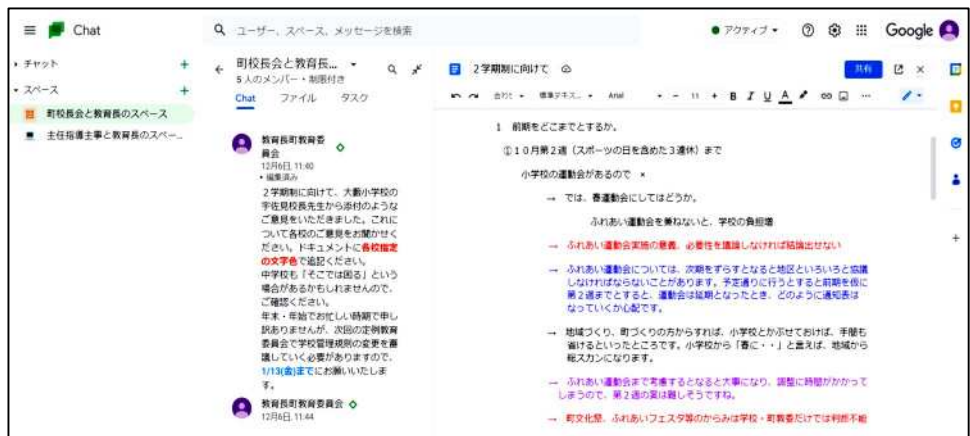 Chat
ユーザー、スペース、メッセージを検索
アクティブ
Google
チャット
スペース
町校長会と教育長のスペース
主任指導主事と教育長のスペー...
町校長会と教育長...
5人のメンバー・制限付き
Chat ファイル タスク
教育長町教育委
員会
12月6日, 11:40
• 編集済み
2学期制に向けて、大藪小学校の
宇佐見校長先生から添付のような
ご意見をいただきました。これに
ついて各校のご意見をお聞かせく
ださい。ドキュメントに各校指定
の文字色で追記ください。
中学校も「そこでは困る」という
場合があるかもしれませんので、
ご確認ください。
年末・年始でお忙しい時期で申し
訳ありませんが、次回の定例教育
委員会で学校管理規則の変更を審
議していく必要がありますので、
1/13(金)までにお願いいたしま
す。
教育長町教育委員会
12月6日, 11:44
2学期制に向けて
共有
標準テキス...
Arial
11
B I U A
1 前期をどこまでとするか。
①10月第2週(スポーツの日を含めた3連休)まで
小学校の運動会があるので ×
→ では、春運動会にしてはどうか。
ふれあい運動会を兼ねないと、学校の負担増
→ ふれあい運動会実施の意義、必要性を議論しなければ結論出せない
→ ふれあい運動会については、次期をずらすとなると地区といろいろと協議
しなければならないことがあります。予定通りに行うとすると前期を仮に
第2週までとすると、運動会は延期となったとき、どのように通知表は
なっていくか心配です。
→ 地域づくり、町づくりの方からすれば、小学校とかぶせておけば、手間も
省けるといったところです。小学校から「春に・・」と言えば、地域から
総スカンになります。
→ ふれあい運動会まで考慮するとなると大事になり、調整に時間がかかって
しまうので、第2週の案は難しそうですね。
→ 町文化祭、ふれあいフェスタ等のからみは学校・町教委だけでは判断不能